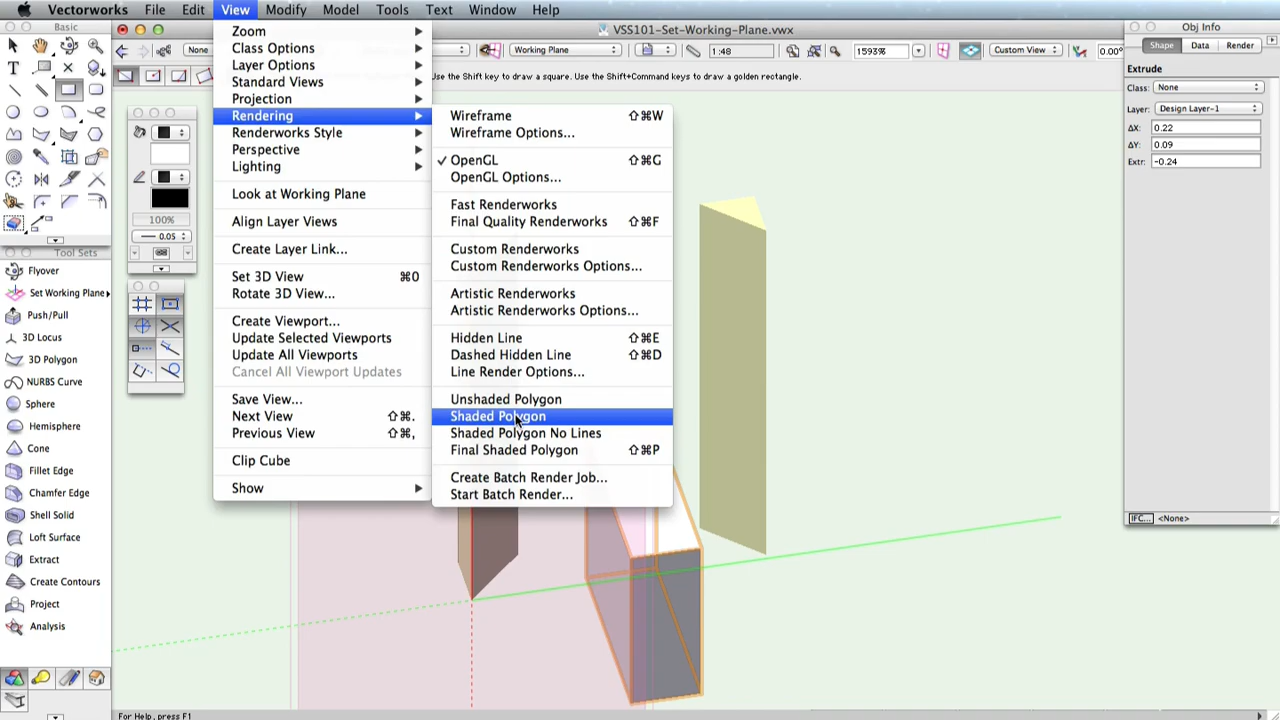 Vectorworks File Edit View Modify Model Tools Text Window Help
Basic
VSS101-Set-Working-Plane.vwx
Obj Info
None
Working Plane
1:48
1593%
Custom View
0.00°
Use the Shift key to draw a square. Use the Shift+Command keys to draw a golden rectangle.
Zoom
Class Options
Layer Options
Standard Views
Projection
Rendering
Renderworks Style
Perspective
Lighting
Look at Working Plane
Align Layer Views
Create Layer Link...
Set 3D View ⌘0
Rotate 3D View...
Create Viewport...
Update Selected Viewports
Update All Viewports
Cancel All Viewport Updates
Save View...
Next View ⇧⌘.
Previous View ⇧⌘,
Clip Cube
Show
Wireframe ⇧⌘W
Wireframe Options...
✓ OpenGL ⇧⌘G
OpenGL Options...
Fast Renderworks
Final Quality Renderworks ⇧⌘F
Custom Renderworks
Custom Renderworks Options...
Artistic Renderworks
Artistic Renderworks Options...
Hidden Line ⇧⌘E
Dashed Hidden Line ⇧⌘D
Line Render Options...
Unshaded Polygon
Shaded Polygon
Shaded Polygon No Lines
Final Shaded Polygon ⇧⌘P
Create Batch Render Job...
Start Batch Render...
100%
0.05
Tool Sets
Flyover
Set Working Plane
Push/Pull
3D Locus
3D Polygon
NURBS Curve
Sphere
Hemisphere
Cone
Fillet Edge
Chamfer Edge
Shell Solid
Loft Surface
Extract
Create Contours
Project
Analysis
Shape Data Render
Extrude
Class: None
Layer: Design Layer-1
ΔX: 0.22
ΔY: 0.09
Extr: -0.24
IFC... <None>
For Help, press F1